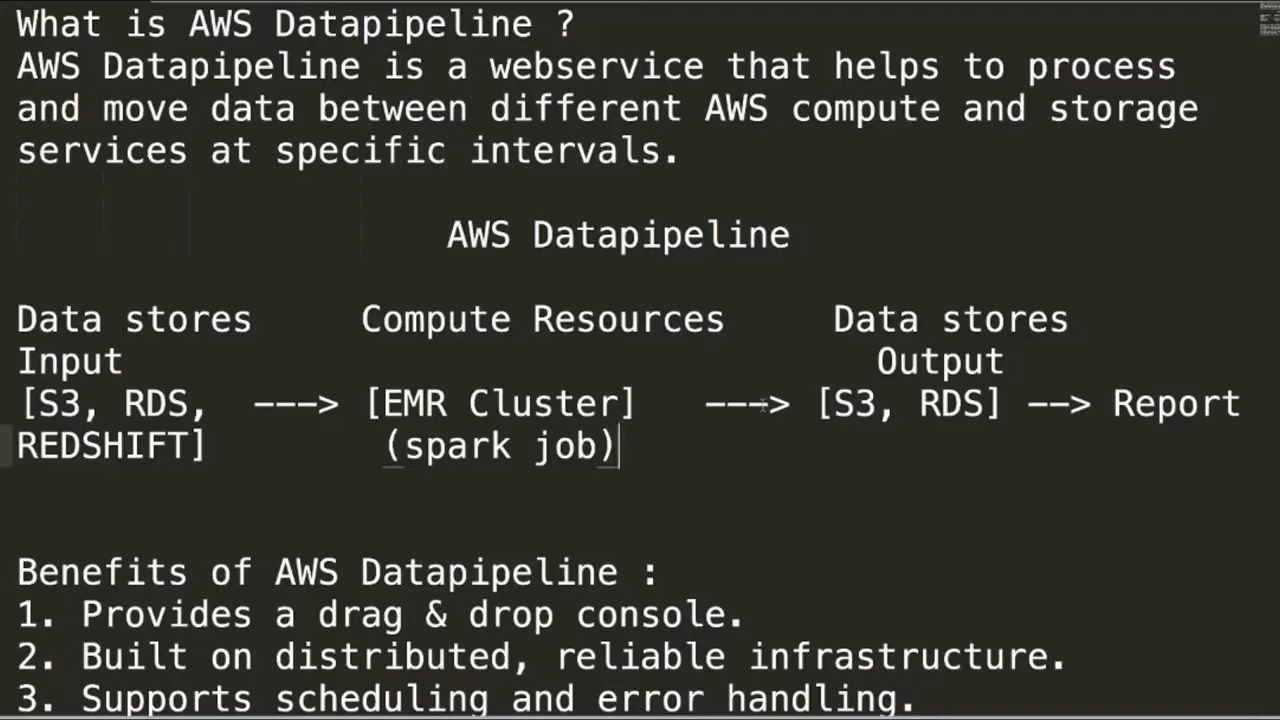 What is AWS Datapipeline ?
AWS Datapipeline is a webservice that helps to process
and move data between different AWS compute and storage
services at specific intervals.
AWS Datapipeline
Data stores Compute Resources Data stores
Input Output
[S3, RDS, ---> [EMR Cluster] ---> [S3, RDS] --> Report
REDSHIFT] (spark job)
Benefits of AWS Datapipeline :
1. Provides a drag & drop console.
2. Built on distributed, reliable infrastructure.
3. Supports scheduling and error handling.